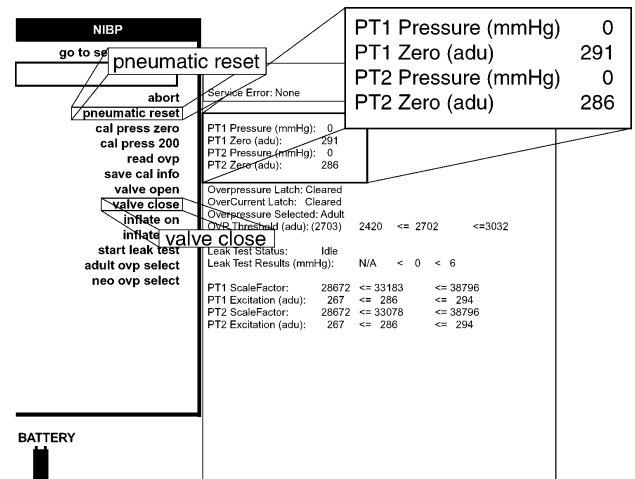 NIBP
go to se
pneumatic reset
abort
pneumatic reset
cal press zero
cal press 200
read ovp
save cal info
valve open
valve close
inflate on
inflate
valve close
start leak test
adult ovp select
neo ovp select
BATTERY
PT1 Pressure (mmHg) 0
PT1 Zero (adu) 291
PT2 Pressure (mmHg) 0
PT2 Zero (adu) 286
Service Error: None
PT1 Pressure (mmHg): 0
PT1 Zero (adu): 291
PT2 Pressure (mmHg): 0
PT2 Zero (adu): 286
Overpressure Latch: Cleared
OverCurrent Latch: Cleared
Overpressure Selected: Adult
OVP Threshold (adu): (2703) 2420 <= 2702 <=3032
Leak Test Status: Idle
Leak Test Results (mmHg): N/A < 0 < 6
PT1 ScaleFactor: 28672 <= 33183 <= 38796
PT1 Excitation (adu): 267 <= 286 <= 294
PT2 ScaleFactor: 28672 <= 33078 <= 38796
PT2 Excitation (adu): 267 <= 286 <= 294